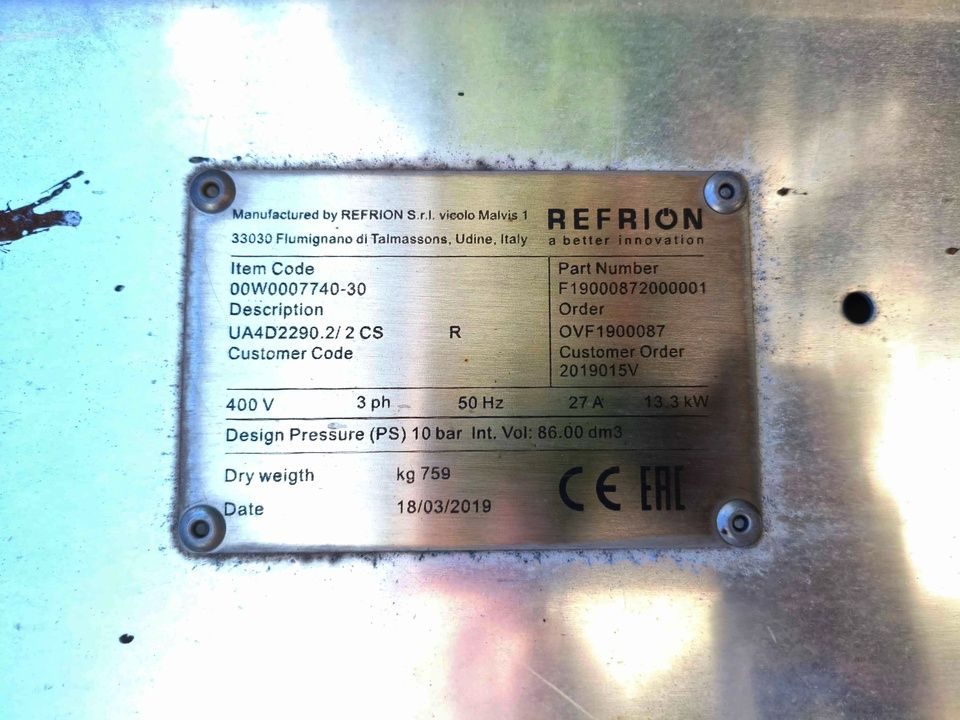 Manufactured by REFRION S.r.l. vicolo Malvis 1
33030 Flumignano di Talmassons, Udine, Italy
REFRION
a better innovation
Item Code
00W0007740-30
Description
UA4D2290.2/ 2 CS R
Customer Code
Part Number
F19000872000001
Order
OVF1900087
Customer Order
2019015V
400 V 3 ph 50 Hz 27 A 13.3 kW
Design Pressure (PS) 10 bar Int. Vol: 86.00 dm3
Dry weigth kg 759
Date 18/03/2019
CE EAC